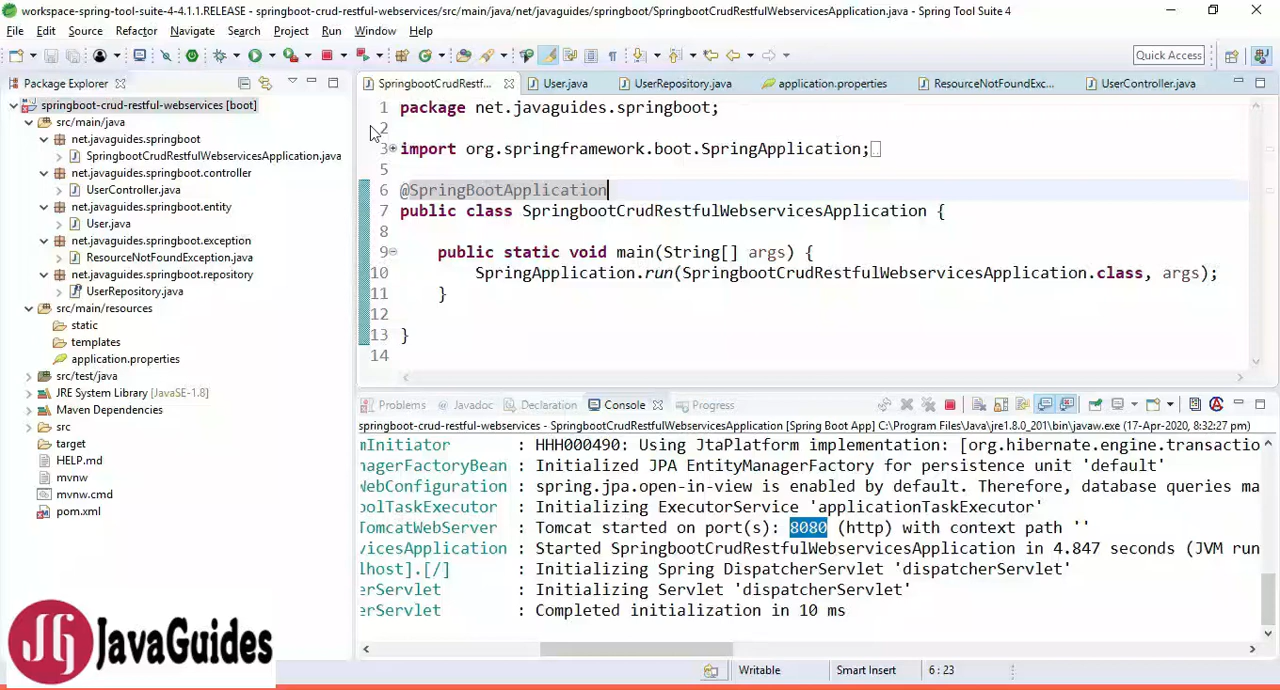 workspace-spring-tool-suite-4-4.1.1.RELEASE - springboot-crud-restful-webservices/src/main/java/net/javaguides/springboot/SpringbootCrudRestfulWebservicesApplication.java - Spring Tool Suite 4
File Edit Source Refactor Navigate Search Project Run Window Help
Quick Access
Package Explorer
springboot-crud-restful-webservices [boot]
src/main/java
net.javaguides.springboot
SpringbootCrudRestfulWebservicesApplication.java
net.javaguides.springboot.controller
UserController.java
net.javaguides.springboot.entity
User.java
net.javaguides.springboot.exception
ResourceNotFoundException.java
net.javaguides.springboot.repository
UserRepository.java
src/main/resources
static
templates
application.properties
src/test/java
JRE System Library [JavaSE-1.8]
Maven Dependencies
src
target
HELP.md
mvnw
mvnw.cmd
pom.xml
JG JavaGuides
SpringbootCrudRestf... User.java UserRepository.java application.properties ResourceNotFoundExc... UserController.java
1 package net.javaguides.springboot;
2
3 import org.springframework.boot.SpringApplication;
5
6 @SpringBootApplication
7 public class SpringbootCrudRestfulWebservicesApplication {
8
9 public static void main(String[] args) {
10 SpringApplication.run(SpringbootCrudRestfulWebservicesApplication.class, args);
11 }
12
13 }
14
Problems Javadoc Declaration Console Progress
springboot-crud-restful-webservices - SpringbootCrudRestfulWebservicesApplication [Spring Boot App] C:\Program Files\Java\jre1.8.0_201\bin\javaw.exe (17-Apr-2020, 8:32:27 pm)
mInitiator : HHH000490: Using JtaPlatform implementation: [org.hibernate.engine.transactio
nagerFactoryBean : Initialized JPA EntityManagerFactory for persistence unit 'default'
WebConfiguration : spring.jpa.open-in-view is enabled by default. Therefore, database queries ma
oolTaskExecutor : Initializing ExecutorService 'applicationTaskExecutor'
TomcatWebServer : Tomcat started on port(s): 8080 (http) with context path ''
vicesApplication : Started SpringbootCrudRestfulWebservicesApplication in 4.847 seconds (JVM run
lhost].[/] : Initializing Spring DispatcherServlet 'dispatcherServlet'
erServlet : Initializing Servlet 'dispatcherServlet'
erServlet : Completed initialization in 10 ms
Writable Smart Insert 6 : 23